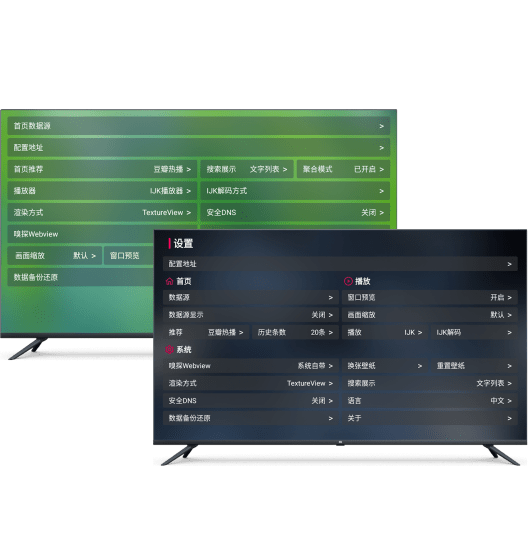 首页数据源 >
配置地址 >
首页推荐 豆瓣热播 > 搜索展示 文字列表 > 聚合模式 已开启 >
播放器 IJK播放器 > IJK解码方式 >
渲染方式 TextureView > 安全DNS 关闭 >
嗅探Webview
画面缩放 默认 > 窗口预览
数据备份还原
设置
配置地址 >
首页 播放
数据源 > 窗口预览 开启 >
数据源显示 关闭 > 画面缩放 默认 >
推荐 豆瓣热播 > 历史条数 20条 > 播放 IJK > IJK解码 >
系统
嗅探Webview 系统自带 > 换张壁纸 > 重置壁纸 >
渲染方式 TextureView > 搜索展示 文字列表 >
安全DNS 关闭 > 语言 中文 >
数据备份还原 > 关于 >